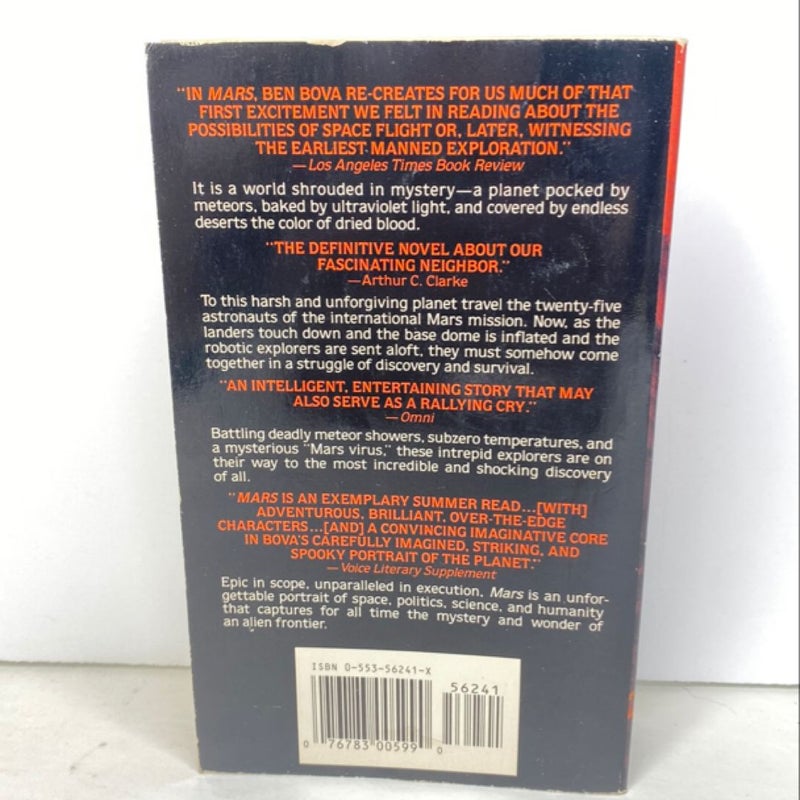 "IN MARS, BEN BOVA RE-CREATES FOR US MUCH OF THAT
FIRST EXCITEMENT WE FELT IN READING ABOUT THE
POSSIBILITIES OF SPACE FLIGHT OR, LATER, WITNESSING
THE EARLIEST MANNED EXPLORATION."
—Los Angeles Times Book Review
It is a world shrouded in mystery—a planet pocked by
meteors, baked by ultraviolet light, and covered by endless
deserts the color of dried blood.
"THE DEFINITIVE NOVEL ABOUT OUR
FASCINATING NEIGHBOR."
—Arthur C. Clarke
To this harsh and unforgiving planet travel the twenty-five
astronauts of the international Mars mission. Now, as the
landers touch down and the base dome is inflated and the
robotic explorers are sent aloft, they must somehow come
together in a struggle of discovery and survival.
"AN INTELLIGENT, ENTERTAINING STORY THAT MAY
ALSO SERVE AS A RALLYING CRY."
—Omni
Battling deadly meteor showers, subzero temperatures, and
a mysterious "Mars virus," these intrepid explorers are on
their way to the most incredible and shocking discovery
of all.
"MARS IS AN EXEMPLARY SUMMER READ...[WITH]
ADVENTUROUS, BRILLIANT, OVER-THE-EDGE
CHARACTERS...[AND] A CONVINCING IMAGINATIVE CORE
IN BOVA'S CAREFULLY IMAGINED, STRIKING, AND
SPOOKY PORTRAIT OF THE PLANET."
—Voice Literary Supplement
Epic in scope, unparalleled in execution, Mars is an unfor-
gettable portrait of space, politics, science, and humanity
that captures for all time the mystery and wonder of
an alien frontier.
ISBN 0-553-56241-X
56241
0 76783 00599 0